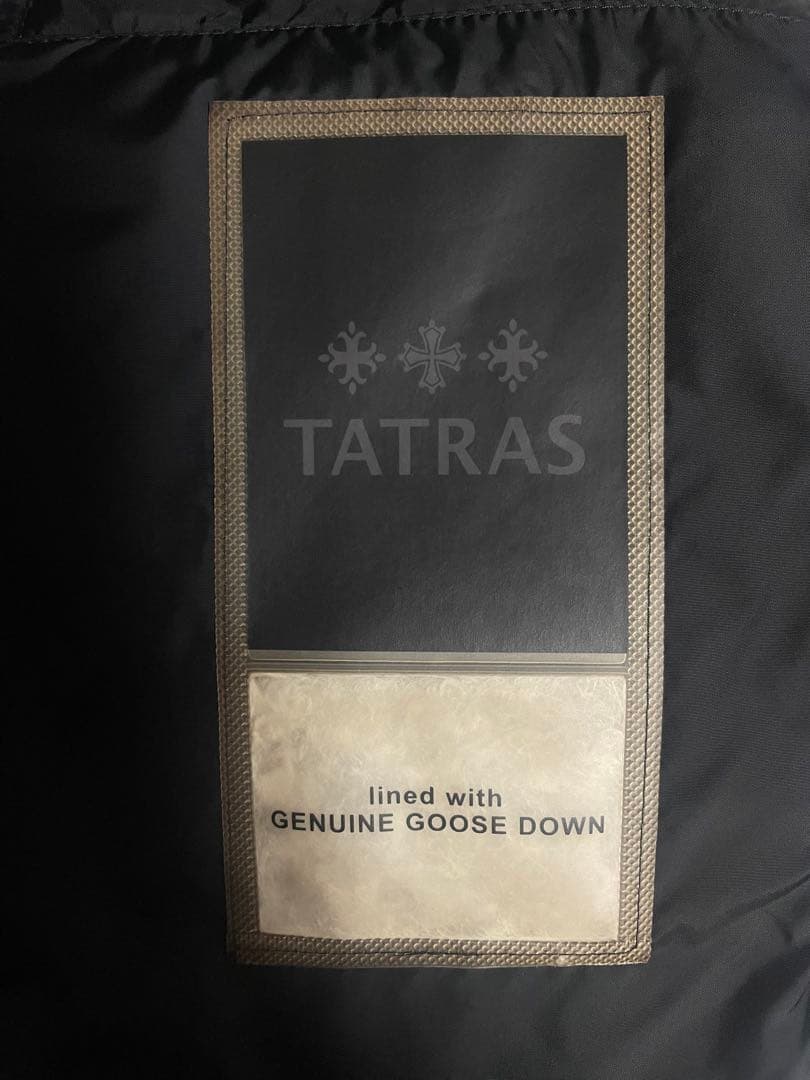 TATRAS
lined with
GENUINE GOOSE DOWN